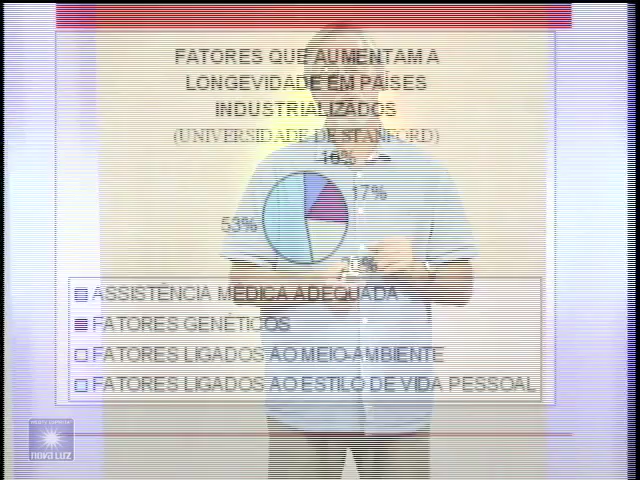 FATORES QUE AUMENTAM A
LONGEVIDADE EM PAÍSES
INDUSTRIALIZADOS
(UNIVERSIDADE DE STANFORD)
10%
17%
53%
20%
ASSISTÊNCIA MÉDICA ADEQUADA
FATORES GENÉTICOS
FATORES LIGADOS AO MEIO-AMBIENTE
FATORES LIGADOS AO ESTILO DE VIDA PESSOAL
NOVA LUZ